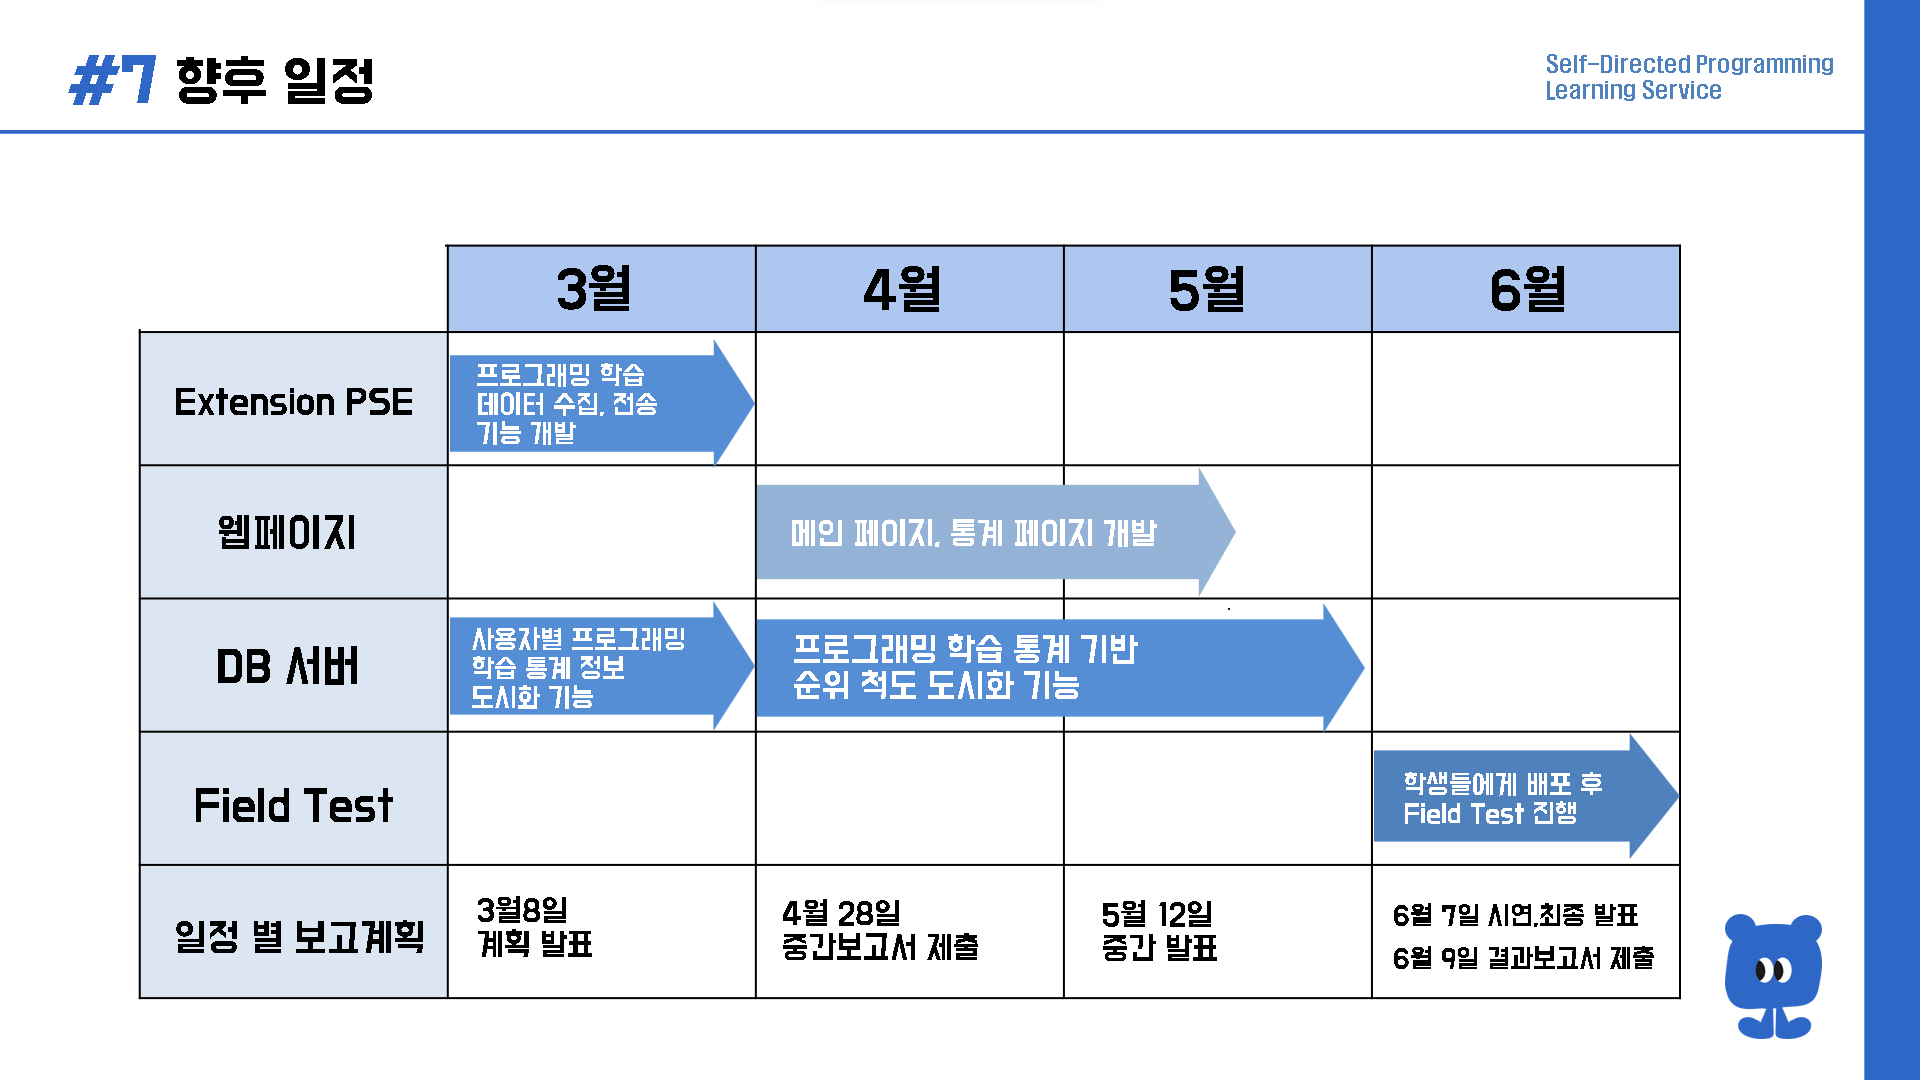 #7 향후 일정
Self-Directed Programming
Learning Service
3월
4월
5월
6월
Extension PSE
프로그래밍 학습
데이터 수집, 전송
기능 개발
웹페이지
메인 페이지, 통계 페이지 개발
DB 서버
사용자별 프로그래밍
학습 통계 정보
도시화 기능
프로그래밍 학습 통계 기반
순위 척도 도시화 기능
Field Test
학생들에게 배포 후
Field Test 진행
일정 별 보고계획
3월8일
계획 발표
4월 28일
중간보고서 제출
5월 12일
중간 발표
6월 7일 시연,최종 발표
6월 9일 결과보고서 제출